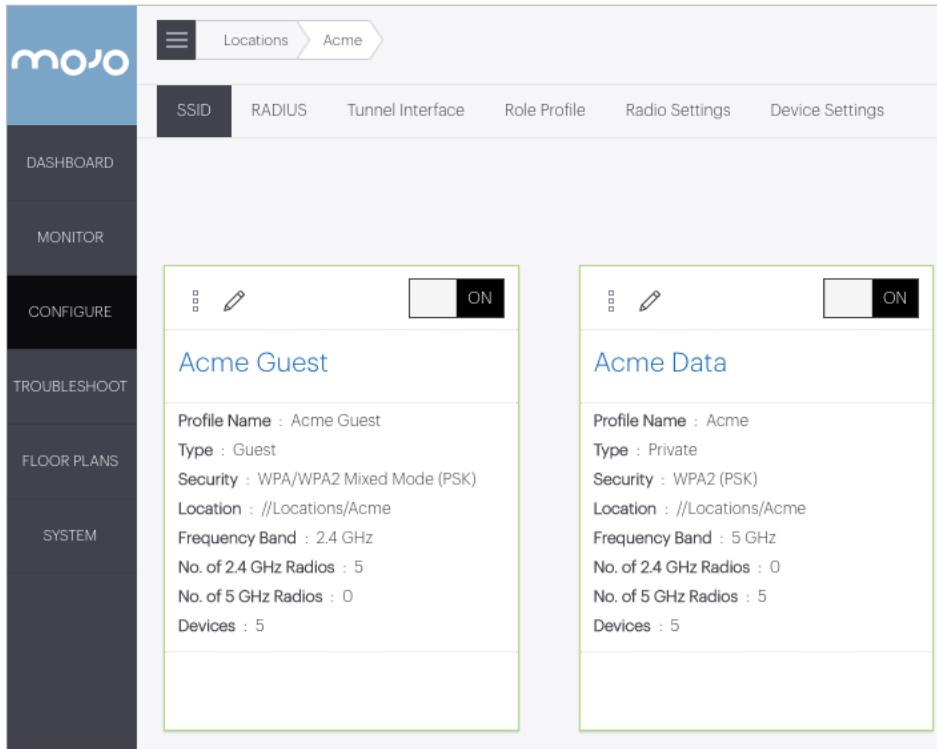 mojo
Locations Acme
SSID RADIUS Tunnel Interface Role Profile Radio Settings Device Settings
DASHBOARD
MONITOR
CONFIGURE
TROUBLESHOOT
FLOOR PLANS
SYSTEM
ON
Acme Guest
Profile Name : Acme Guest
Type : Guest
Security : WPA/WPA2 Mixed Mode (PSK)
Location : //Locations/Acme
Frequency Band : 2.4 GHz
No. of 2.4 GHz Radios : 5
No. of 5 GHz Radios : 0
Devices : 5
ON
Acme Data
Profile Name : Acme
Type : Private
Security : WPA2 (PSK)
Location : //Locations/Acme
Frequency Band : 5 GHz
No. of 2.4 GHz Radios : 0
No. of 5 GHz Radios : 5
Devices : 5